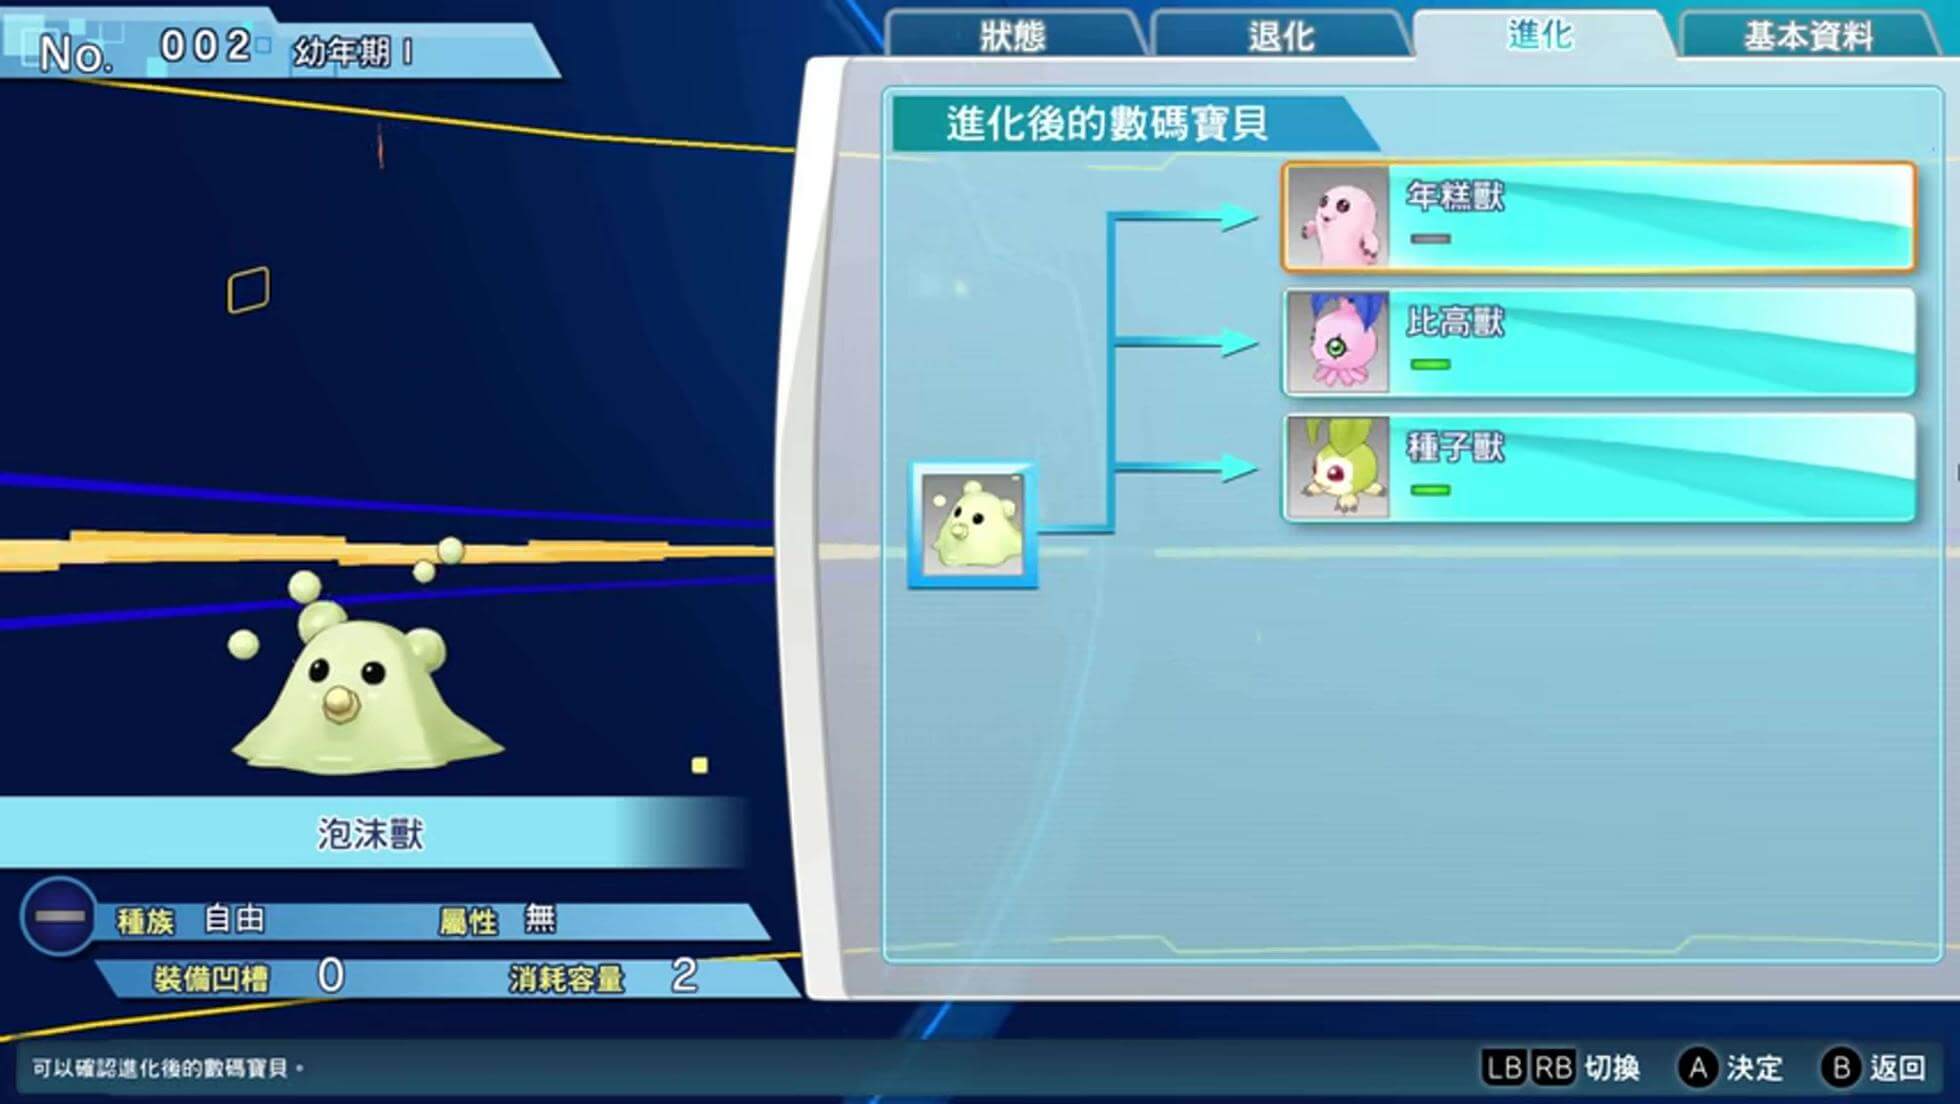 No. 002 幼年期 I
狀態 退化 進化 基本資料
進化後的數碼寶貝
年糕獸
比高獸
種子獸
泡沫獸
種族 自由 屬性 無
裝備凹槽 0 消耗容量 2
可以確認進化後的數碼寶貝。
LB RB 切換 A 決定 B 返回